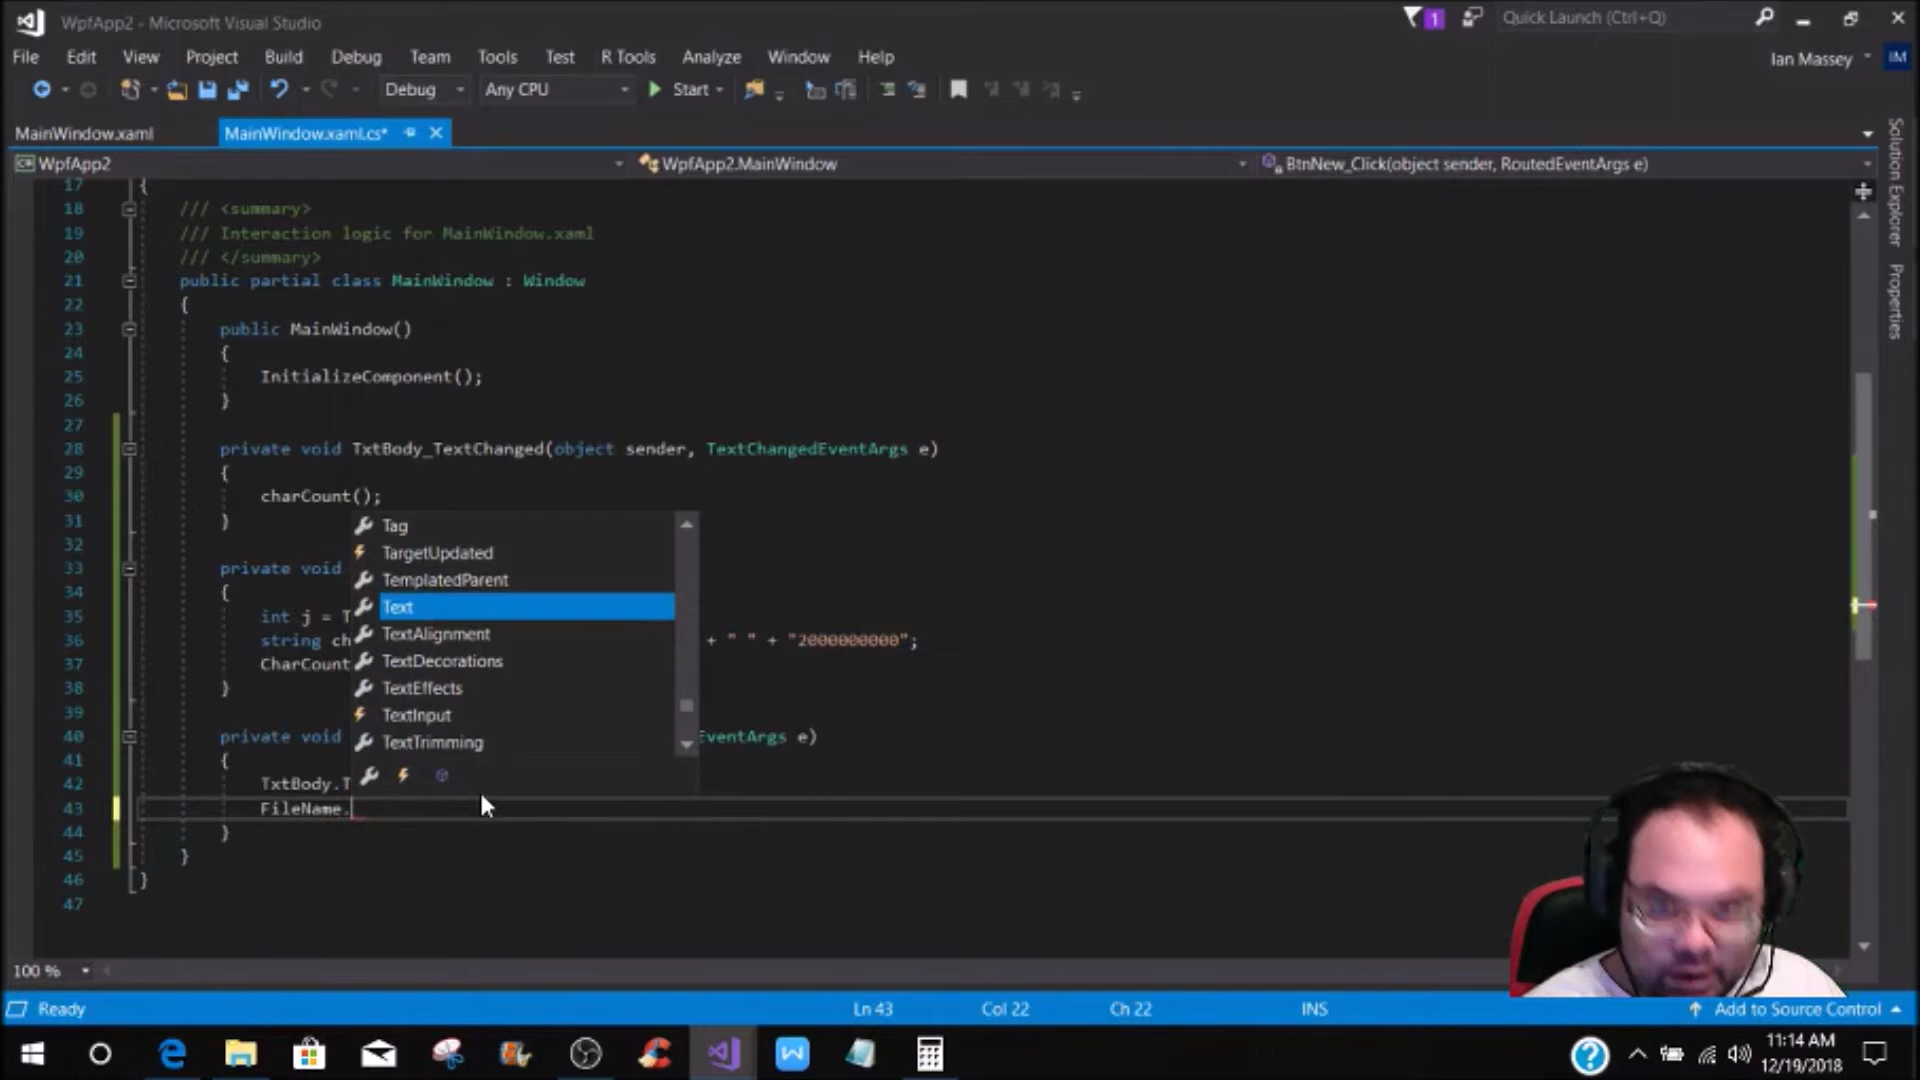 WpfApp2 - Microsoft Visual Studio
1
Quick Launch (Ctrl+Q)
File Edit View Project Build Debug Team Tools Test R Tools Analyze Window Help
Ian Massey IM
Debug Any CPU Start
MainWindow.xaml MainWindow.xaml.cs*
WpfApp2 WpfApp2.MainWindow BtnNew_Click(object sender, RoutedEventArgs e)
Solution Explorer
Properties
17 {
18 /// <summary>
19 /// Interaction logic for MainWindow.xaml
20 /// </summary>
21 public partial class MainWindow : Window
22 {
23 public MainWindow()
24 {
25 InitializeComponent();
26 }
27
28 private void TxtBody_TextChanged(object sender, TextChangedEventArgs e)
29 {
30 charCount();
31 }
32
33 private void
34 {
35 int j = T
36 string ch + " " + "2000000000";
37 CharCount
38 }
39
40 private void EventArgs e)
41 {
42 TxtBody.T
43 FileName.
44 }
45 }
46 }
47
Tag
TargetUpdated
TemplatedParent
Text
TextAlignment
TextDecorations
TextEffects
TextInput
TextTrimming
100 %
Ready Ln 43 Col 22 Ch 22 INS Add to Source Control
11:14 AM
12/19/2018